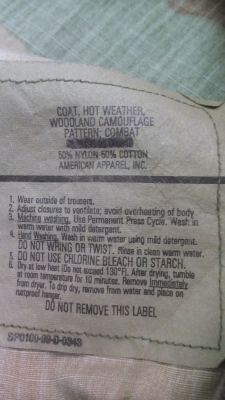 COAT, HOT WEATHER,
WOODLAND CAMOUFLAGE
PATTERN: COMBAT
50% NYLON 50% COTTON
AMERICAN APPAREL, INC.
1. Wear outside of trousers.
2. Adjust closures to ventilate; avoid overheating of body
3. Machine washing. Use Permanent Press Cycle. Wash in
warm water with mild detergent.
4. Hand Washing. Wash in warm water using mild detergent.
DO NOT WRING OR TWIST. Rinse in clean warm water.
5. DO NOT USE CHLORINE BLEACH OR STARCH.
6. Dry at low heat (Do not exceed 130°F). After drying, tumble
at room temperature for 10 minutes. Remove immediately
from dryer. To drip dry, remove from water and place on
rustproof hanger.
DO NOT REMOVE THIS LABEL